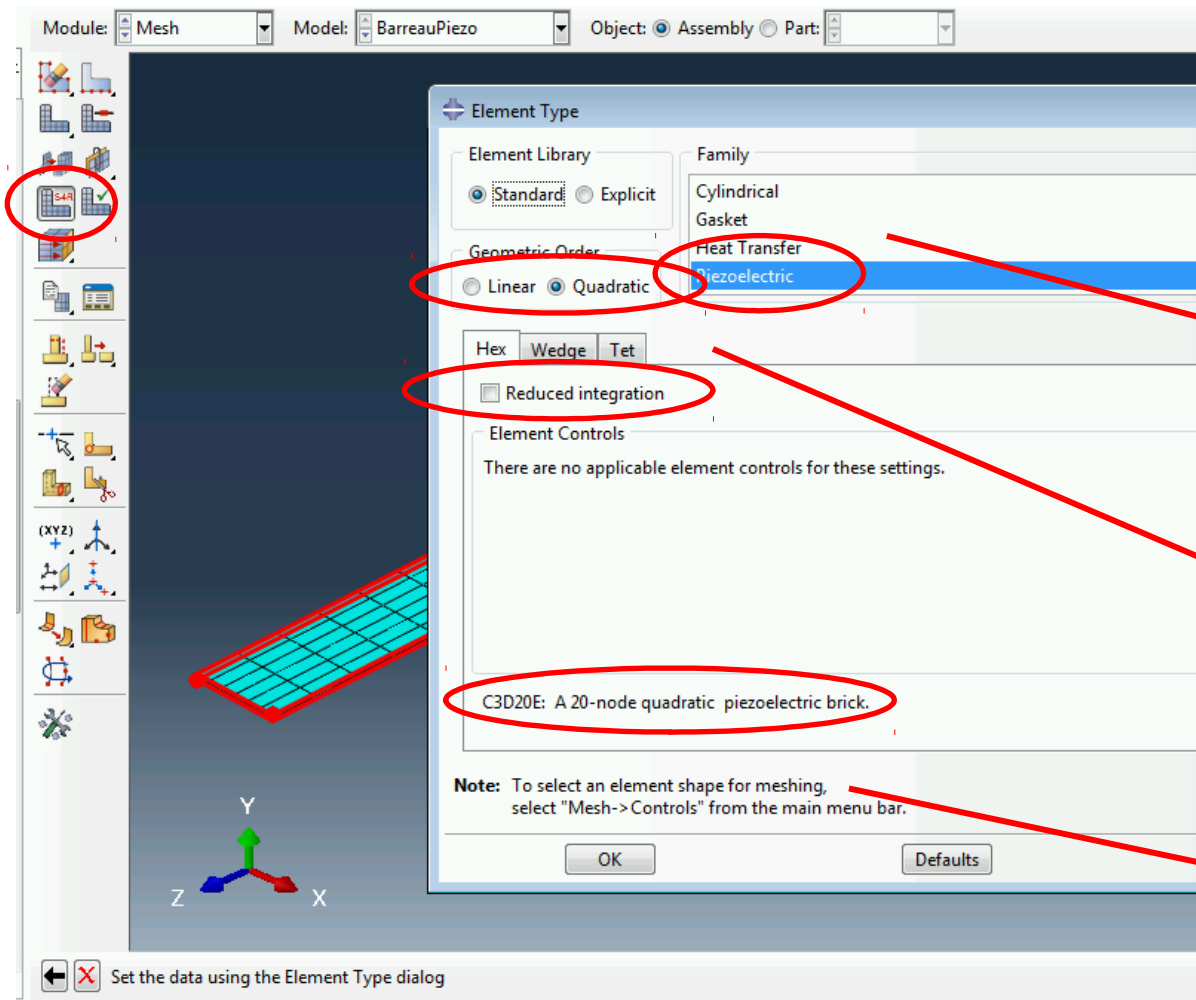 Module: Mesh Model: BarreauPiezo Object: Assembly Part:
Element Type
Element Library
Family
Standard Explicit
Cylindrical
Gasket
Heat Transfer
Piezoelectric
Geometric Order
Linear Quadratic
Hex Wedge Tet
Reduced integration
Element Controls
There are no applicable element controls for these settings.
C3D20E: A 20-node quadratic piezoelectric brick.
Note: To select an element shape for meshing,
select "Mesh->Controls" from the main menu bar.
OK Defaults
S4R
(XYZ)
Y
Z X
Set the data using the Element Type dialog